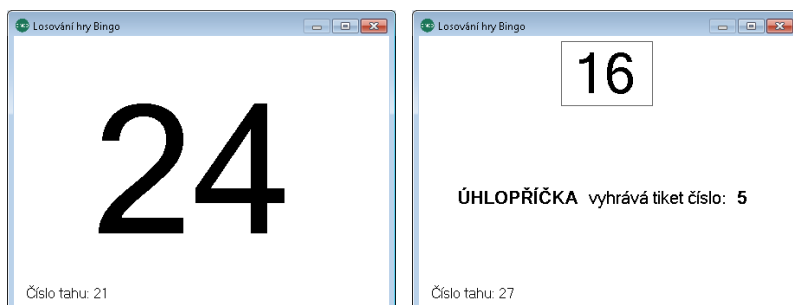 Losování hry Bingo
24
Číslo tahu: 21
Losování hry Bingo
16
ÚHLOPŘÍČKA vyhrává tiket číslo: 5
Číslo tahu: 27